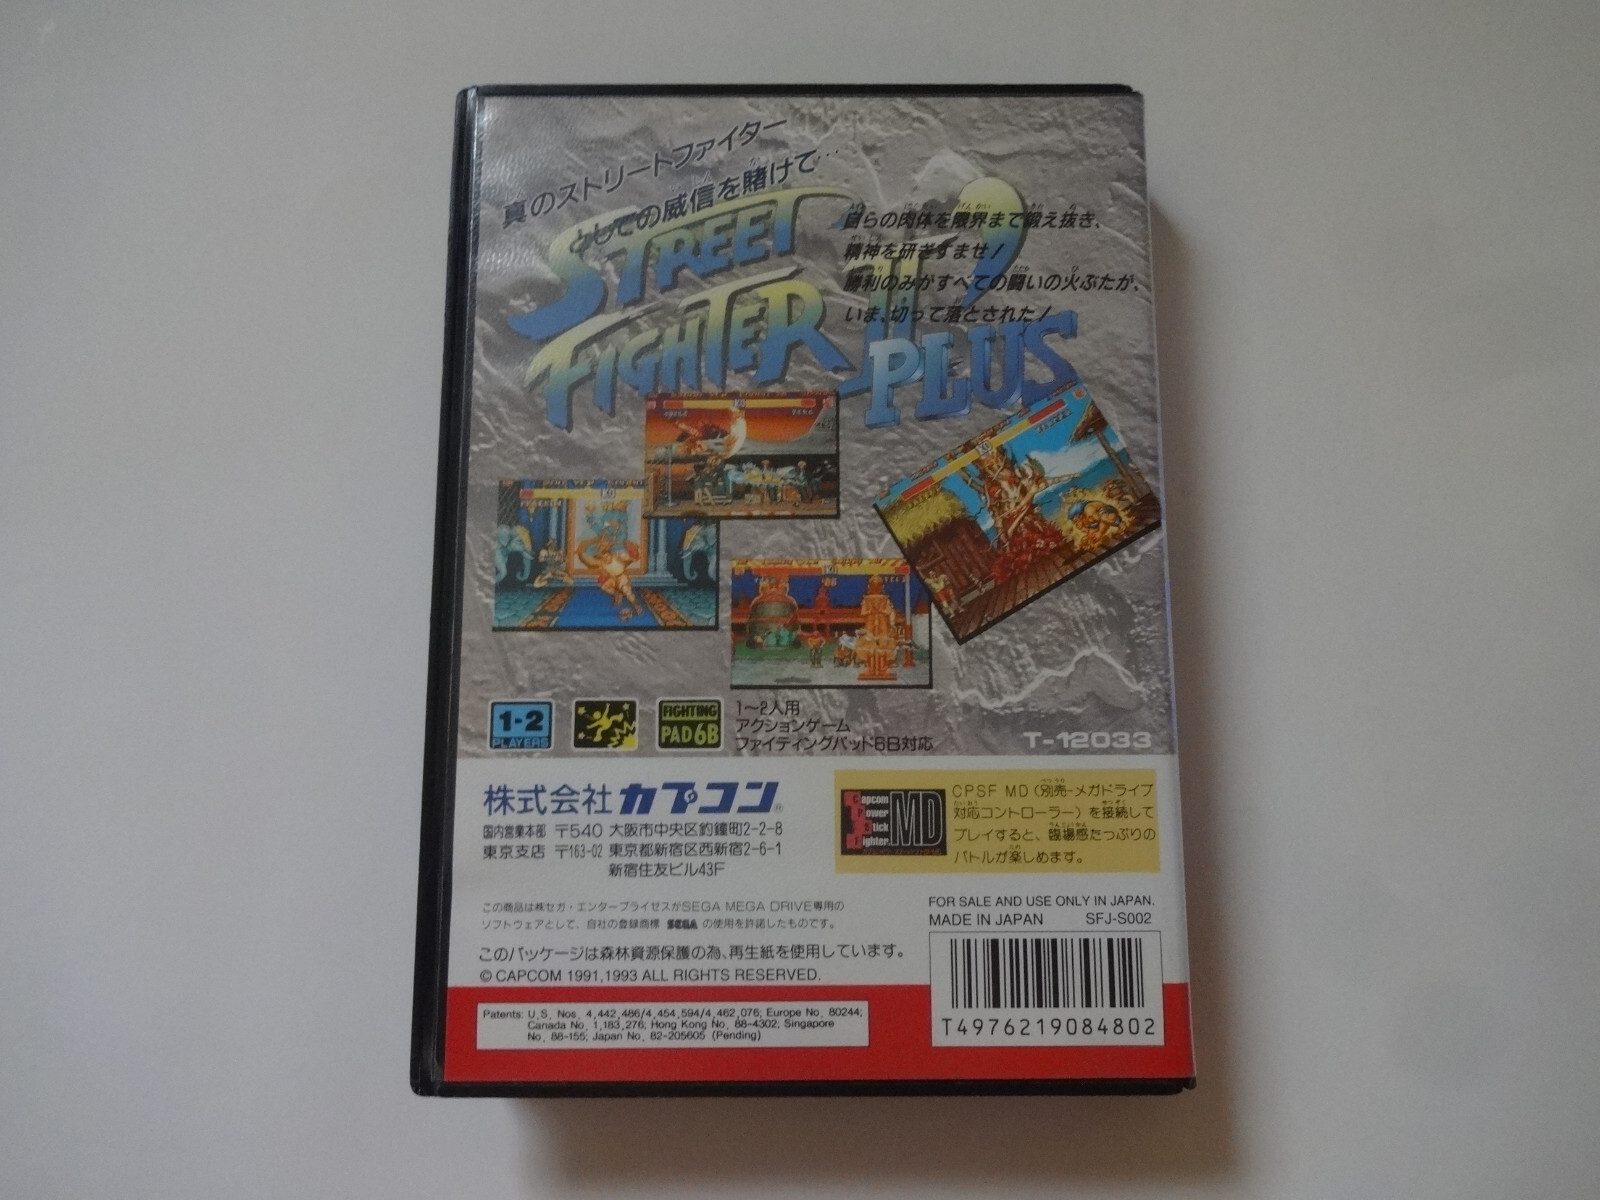 真のストリートファイター
としての威信を賭けて…
STREET
FIGHTER II'
PLUS
自らの肉体を限界まで鍛え抜き、
精神を研ぎすませ!
勝利のみがすべての闘いの火ぶたが、
いま、切って落とされた!
1-2
PLAYERS
FIGHTING
PAD 6B
1〜2人用
アクションゲーム
ファイティングパッド6B対応
T-12033
株式会社カプコン®
国内営業本部 〒540 大阪市中央区釣鐘町2-2-8
東京支店 〒163-02 東京都新宿区西新宿2-6-1
新宿住友ビル43F
Capcom
Power
Stick
Fighter
MD
CPSF MD(別売-メガドライブ
対応コントローラー)を接続して
プレイすると、臨場感たっぷりの
バトルが楽しめます。
この商品は(株)セガ・エンタープライゼスがSEGA MEGA DRIVE専用の
ソフトウェアとして、自社の登録商標 SEGA の使用を許諾したものです。
このパッケージは森林資源保護の為、再生紙を使用しています。
© CAPCOM 1991,1993 ALL RIGHTS RESERVED.
FOR SALE AND USE ONLY IN JAPAN.
MADE IN JAPAN SFJ-S002
T4976219084802
Patents: U.S. Nos. 4,442,486/4,454,594/4,462,076; Europe No. 80244;
Canada No. 1,183,276; Hong Kong No. 88-4302; Singapore
No. 88-155; Japan No. 82-205605 (Pending)